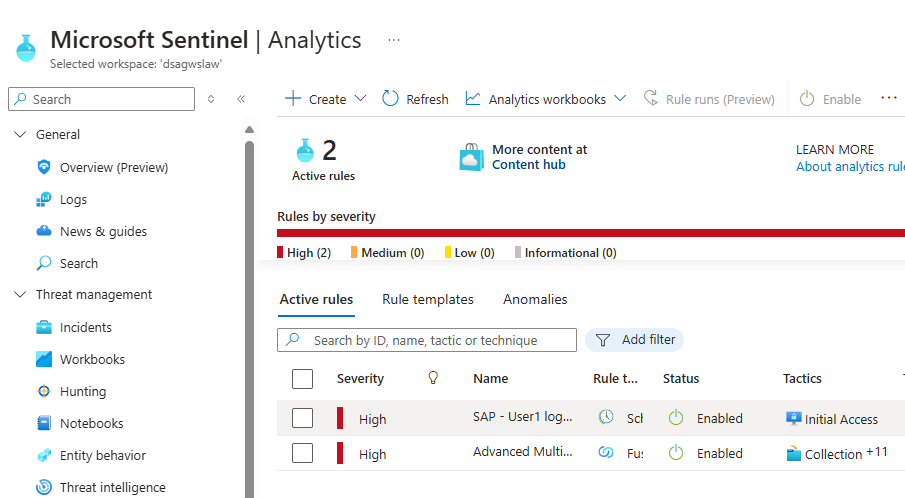 Microsoft Sentinel | Analytics ...
Selected workspace: 'dsagwslaw'
Search
«
General
Overview (Preview)
Logs
News & guides
Search
Threat management
Incidents
Workbooks
Hunting
Notebooks
Entity behavior
Threat intelligence
Create
Refresh
Analytics workbooks
Rule runs (Preview)
Enable
...
2
Active rules
More content at
Content hub
LEARN MORE
About analytics rule
Rules by severity
High (2) Medium (0) Low (0) Informational (0)
Active rules Rule templates Anomalies
Search by ID, name, tactic or technique
Add filter
Severity Name Rule t... Status Tactics
High SAP - User1 log... Sch Enabled Initial Access
High Advanced Multi... Fus Enabled Collection +11